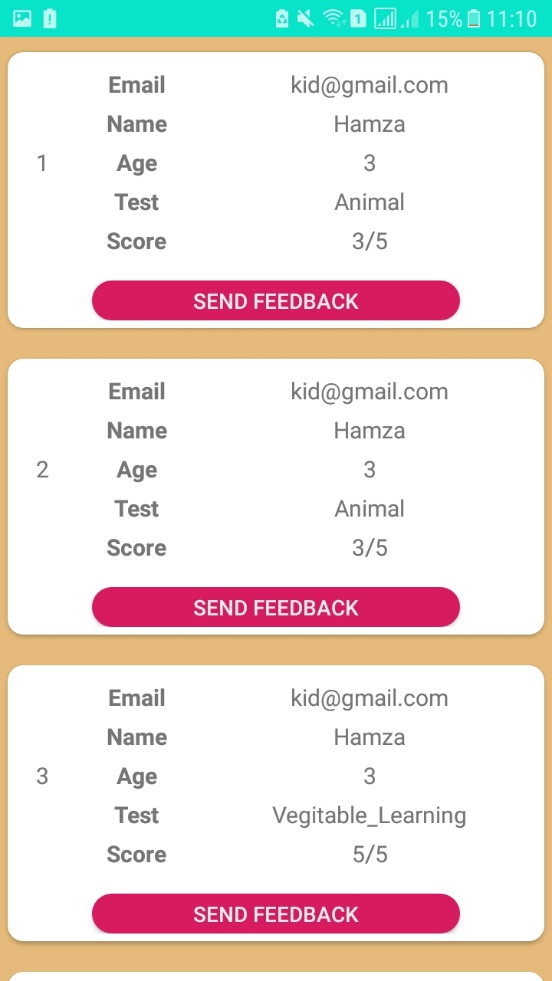 1 15% 11:10
Email kid@gmail.com
Name Hamza
1 Age 3
Test Animal
Score 3/5
SEND FEEDBACK
Email kid@gmail.com
Name Hamza
2 Age 3
Test Animal
Score 3/5
SEND FEEDBACK
Email kid@gmail.com
Name Hamza
3 Age 3
Test Vegitable_Learning
Score 5/5
SEND FEEDBACK